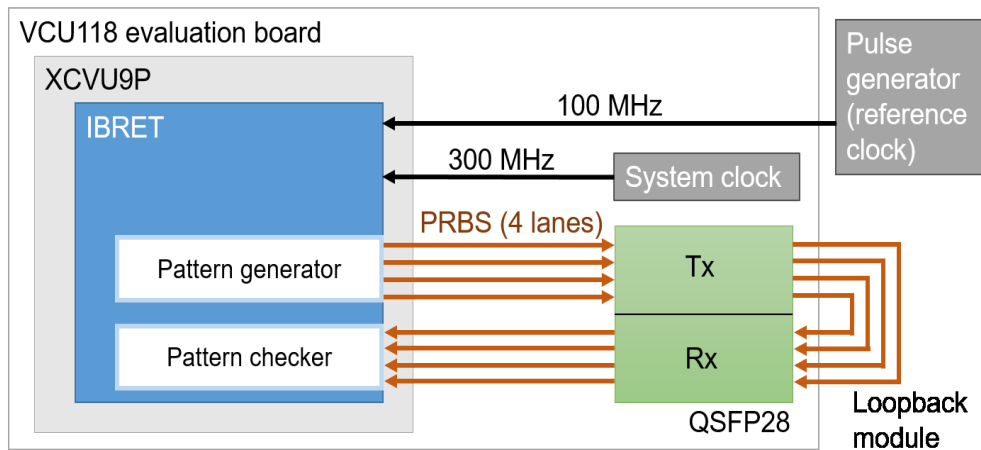 VCU118 evaluation board
XCVU9P
IBRET
100 MHz
Pulse
generator
(reference
clock)
300 MHz
System clock
PRBS (4 lanes)
Pattern generator
Tx
Pattern checker
Rx
QSFP28
Loopback
module